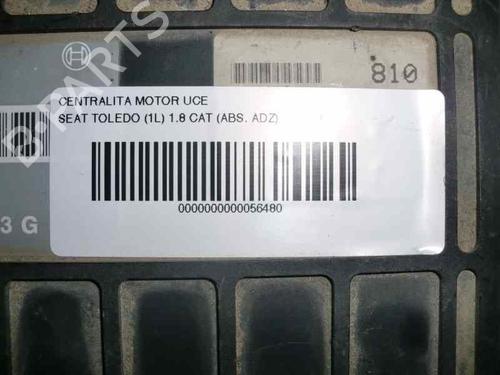 810
CENTRALITA MOTOR UCE
SEAT TOLEDO (1L) 1.8 CAT (ABS. ADZ)
0000000000056480
3 G
B-PARTS